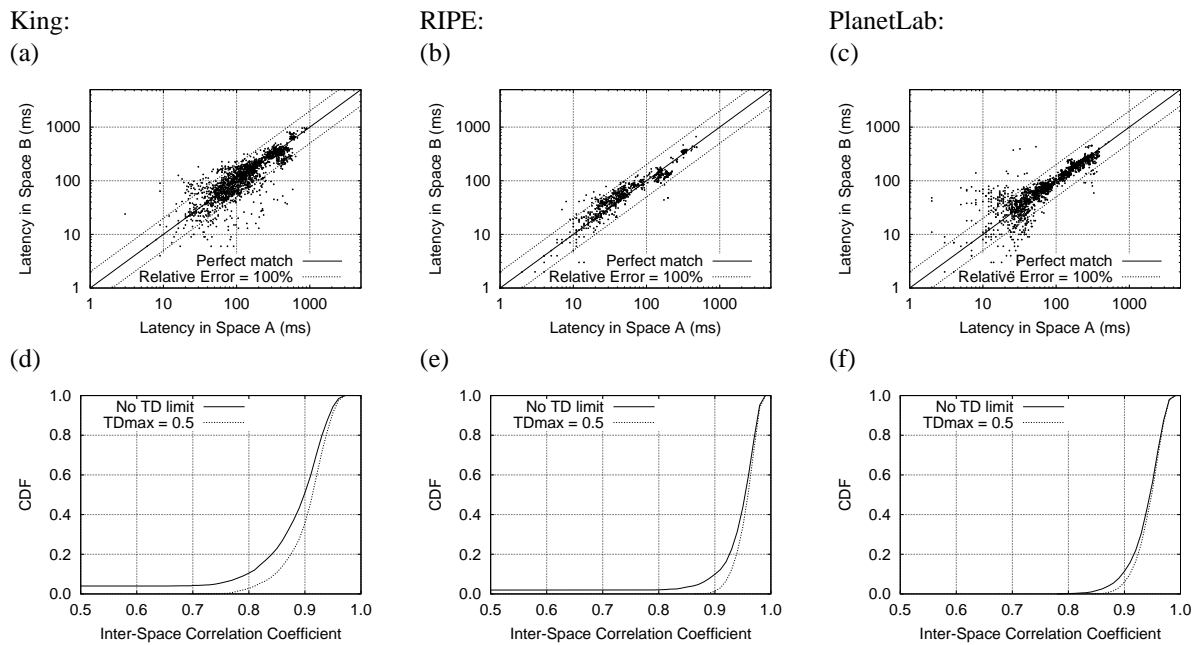 King:
RIPE:
PlanetLab:
(a)
(b)
(c)
Latency in Space B (ms)
1000
100
10
1
Perfect match
Relative Error = 100%
1 10 100 1000
Latency in Space A (ms)
Latency in Space B (ms)
1000
100
10
1
Perfect match
Relative Error = 100%
1 10 100 1000
Latency in Space A (ms)
Latency in Space B (ms)
1000
100
10
1
Perfect match
Relative Error = 100%
1 10 100 1000
Latency in Space A (ms)
(d)
(e)
(f)
CDF
1.0
0.8
0.6
0.4
0.2
0.0
No TD limit
TDmax = 0.5
0.5 0.6 0.7 0.8 0.9 1.0
Inter-Space Correlation Coefficient
CDF
1.0
0.8
0.6
0.4
0.2
0.0
No TD limit
TDmax = 0.5
0.5 0.6 0.7 0.8 0.9 1.0
Inter-Space Correlation Coefficient
CDF
1.0
0.8
0.6
0.4
0.2
0.0
No TD limit
TDmax = 0.5
0.5 0.6 0.7 0.8 0.9 1.0
Inter-Space Correlation Coefficient